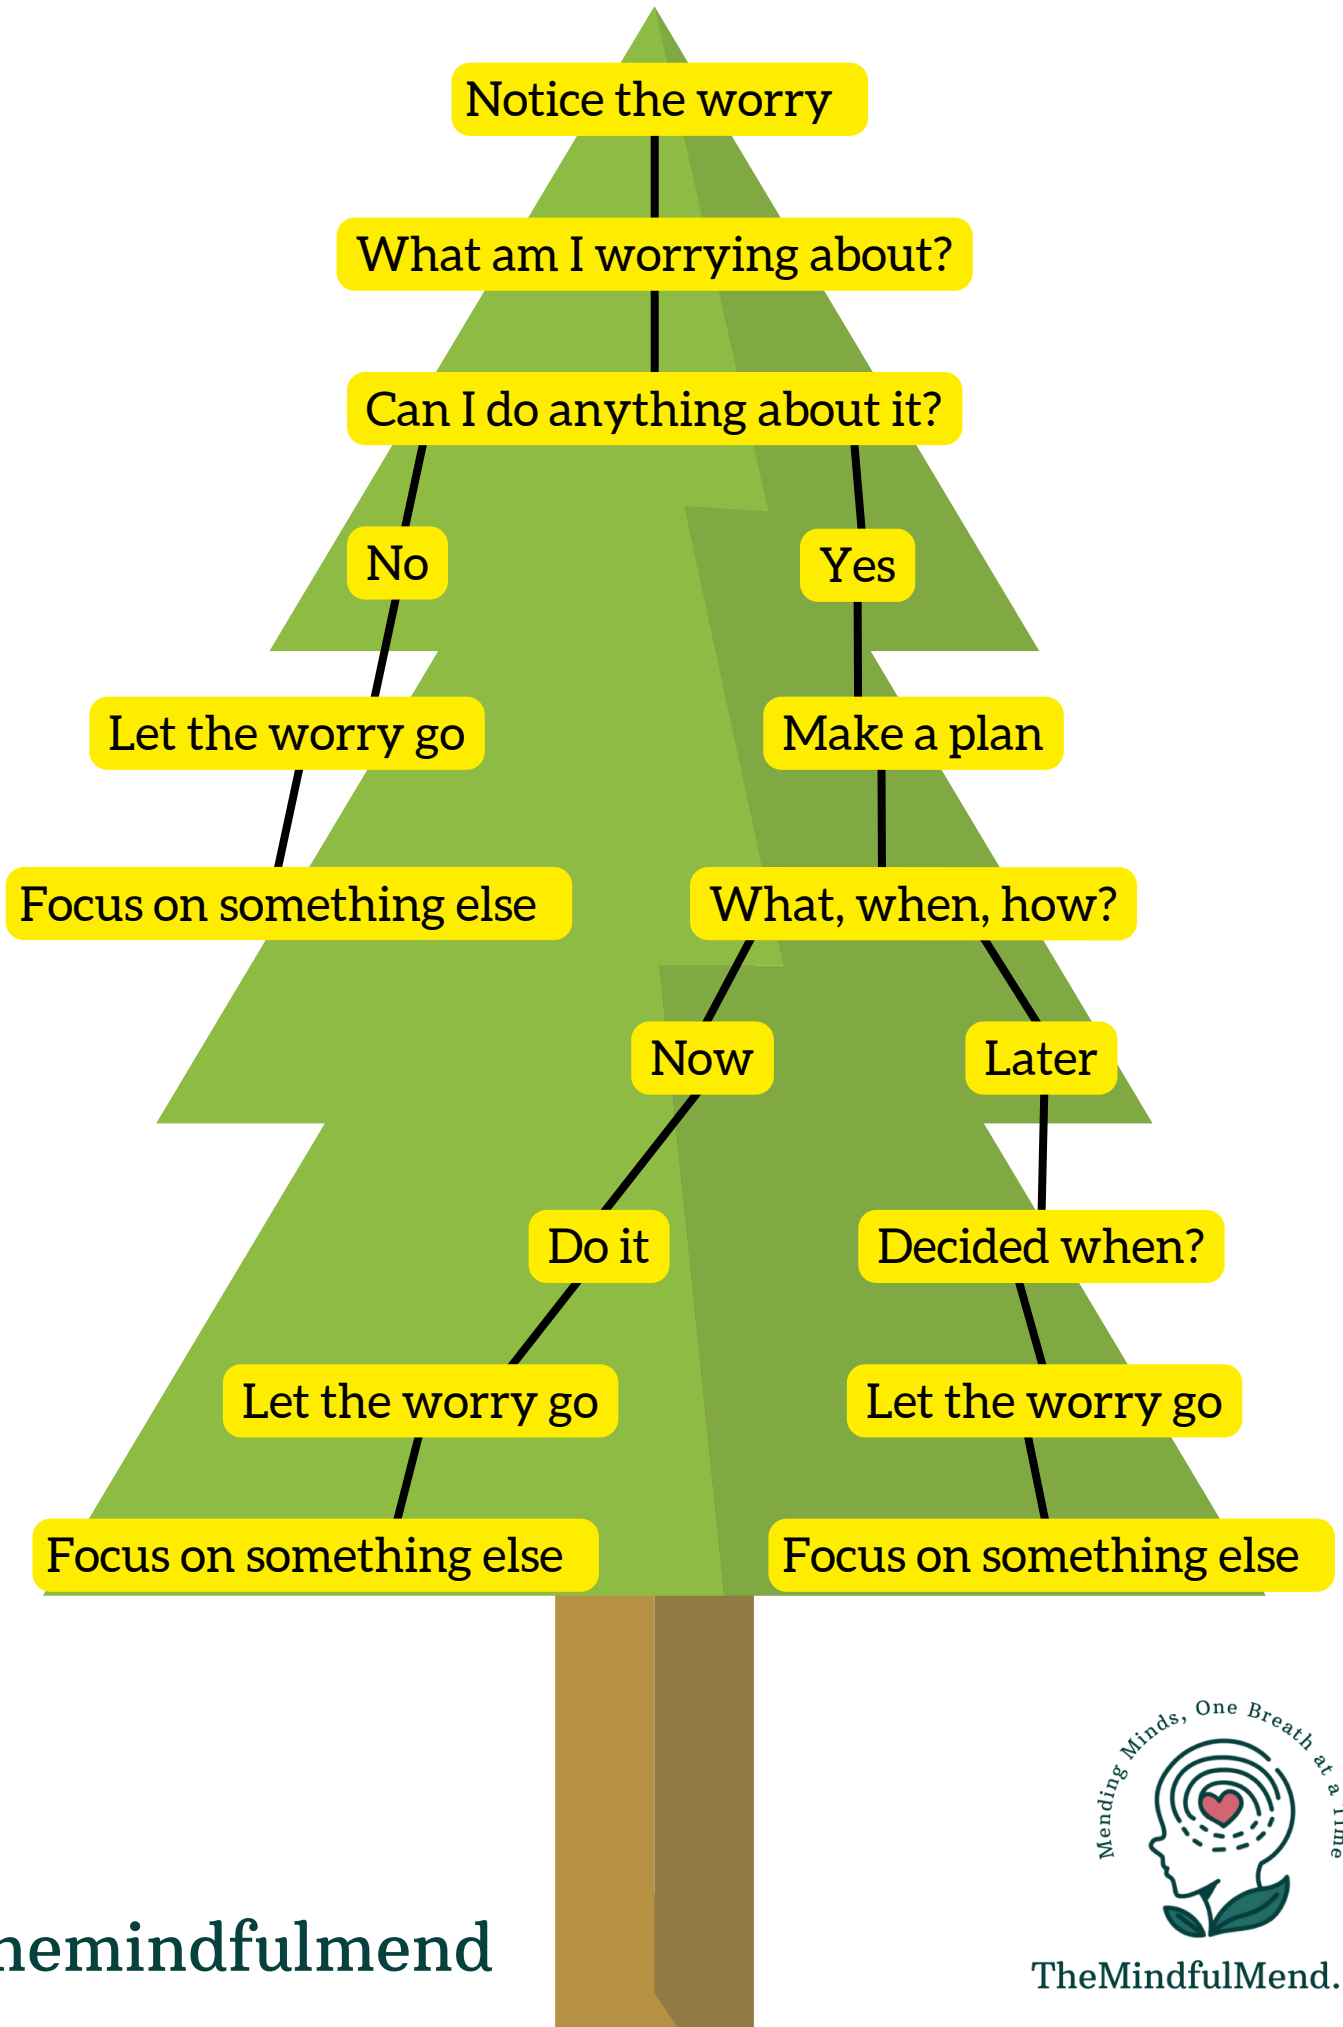 Notice the worry
What am I worrying about?
Can I do anything about it?
No
Yes
Let the worry go
Make a plan
Focus on something else
What, when, how?
Now
Later
Do it
Decided when?
Let the worry go
Let the worry go
Focus on something else
Focus on something else
Mending Minds, One Breath at a Time
hemindfulmend
TheMindfulMend.